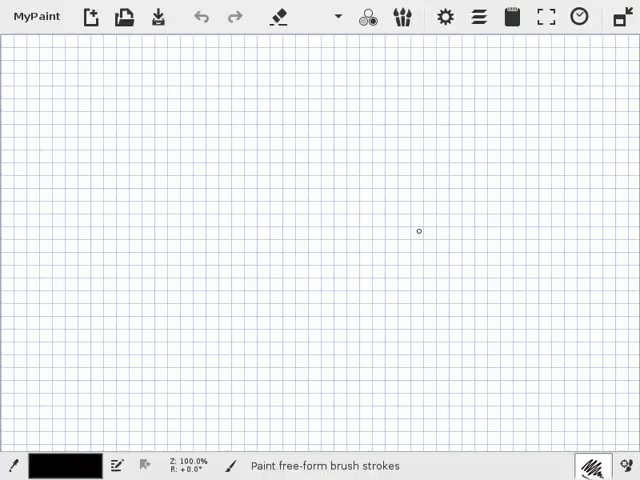 MyPaint
Z: 100.0%
R: +0.0°
Paint free-form brush strokes